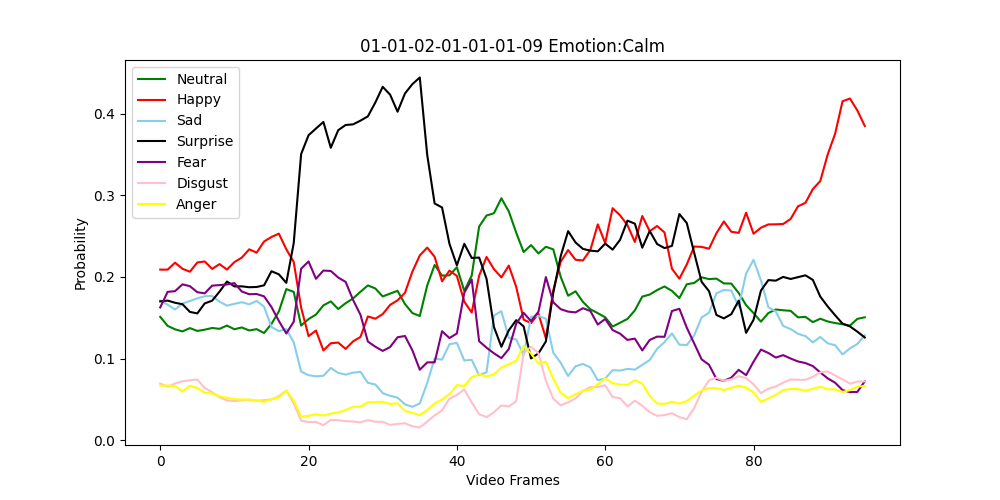 01-01-02-01-01-01-09 Emotion:Calm
Neutral
Happy
Sad
Surprise
Fear
Disgust
Anger
Probability
0.4
0.3
0.2
0.1
0.0
0 20 40 60 80
Video Frames